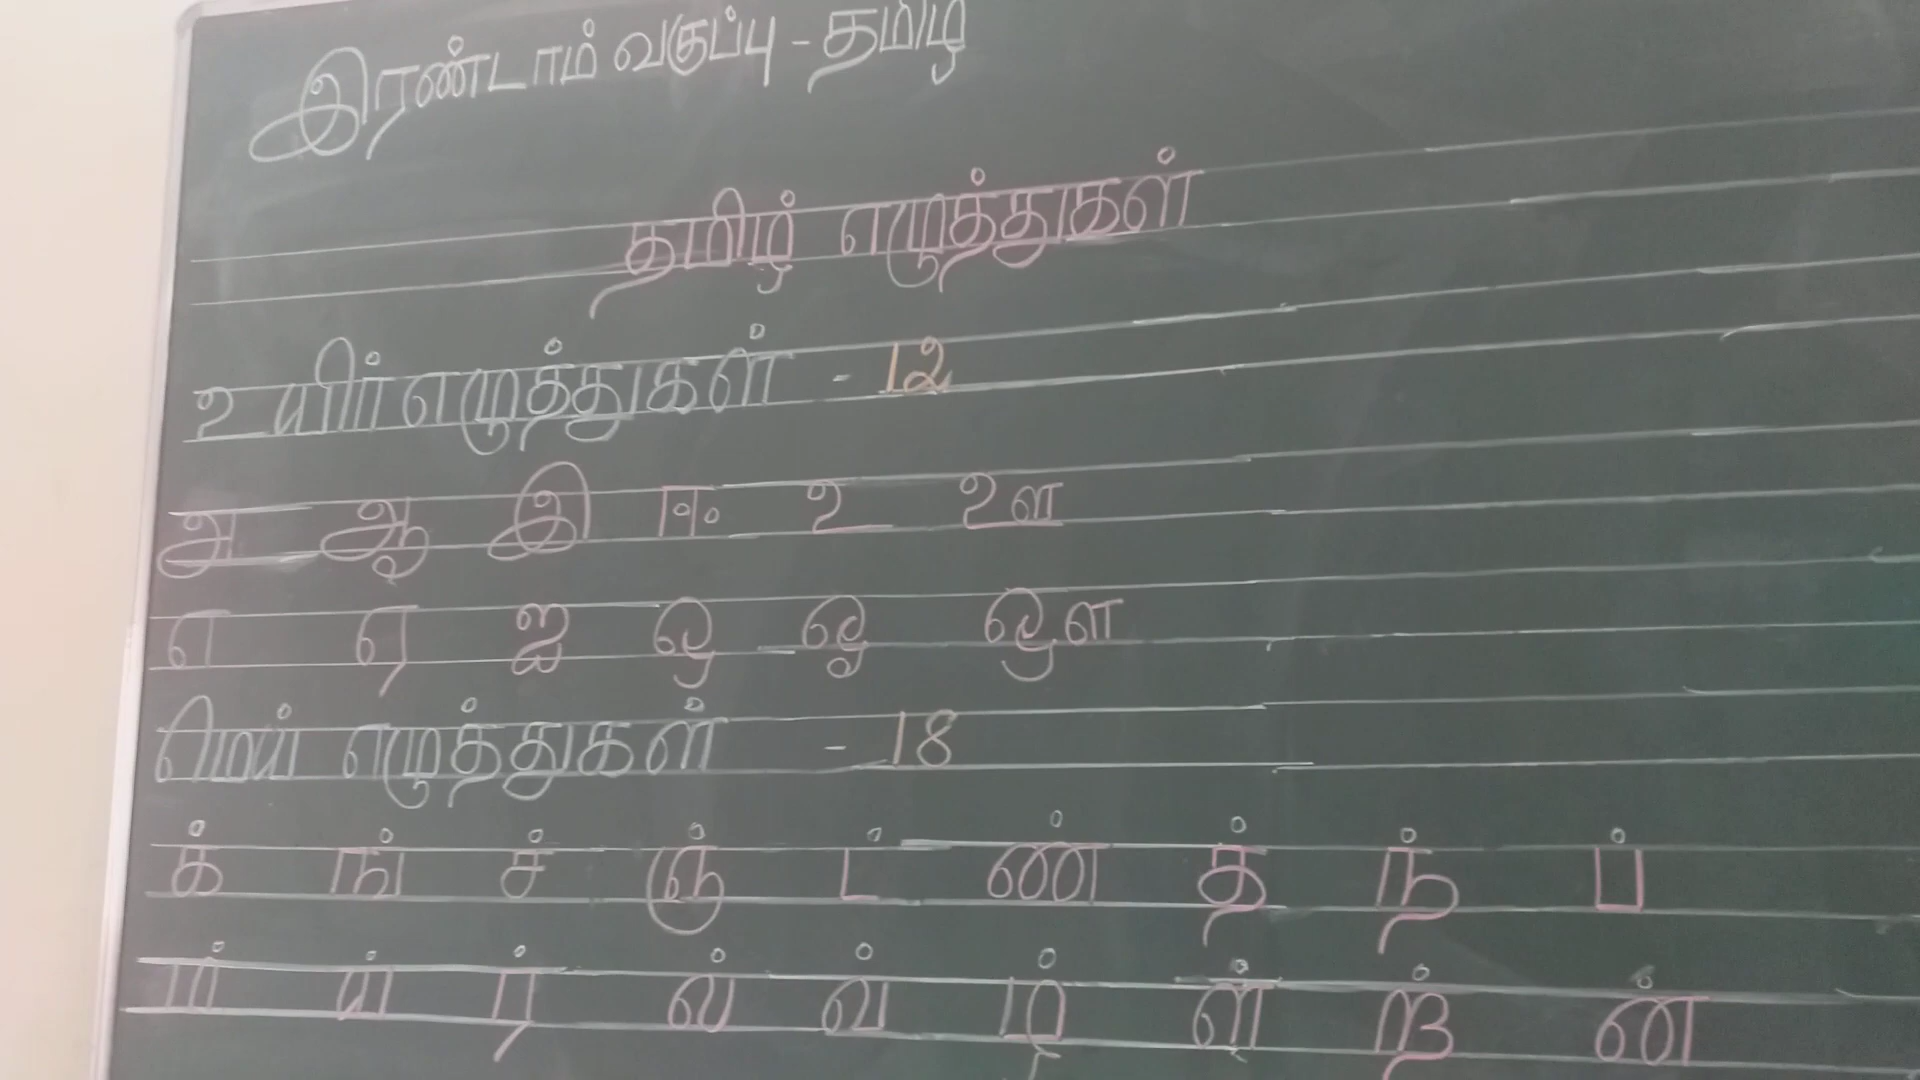 இரண்டாம் வகுப்பு - தமிழ்
தமிழ் எழுத்துகள்
உயிர் எழுத்துகள் - 12
அ ஆ இ ஈ உ ஊ
எ ஏ ஐ ஒ ஓ ஔ
மெய் எழுத்துகள் - 18
க் ங் ச் ஞ் ட் ண் த் ந் ப்
ம் ய் ர் ல் வ் ழ் ள் ற் ன்